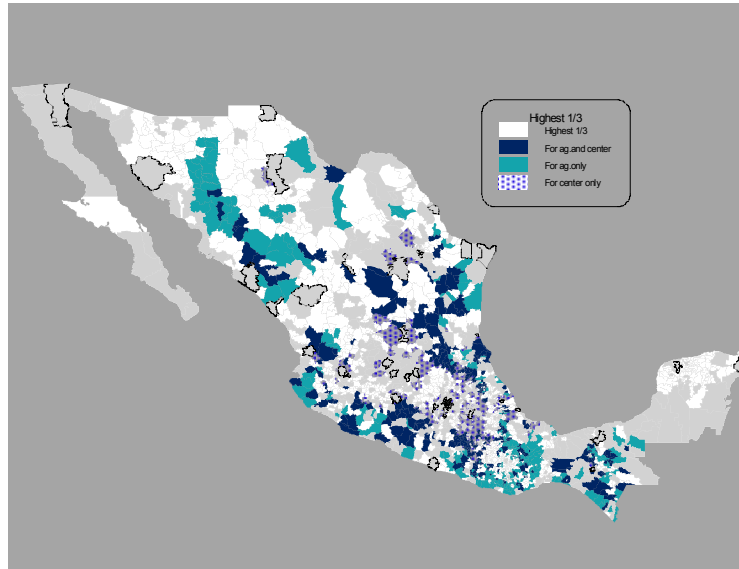 Highest 1/3
Highest 1/3
For ag.and center
For ag.only
For center only